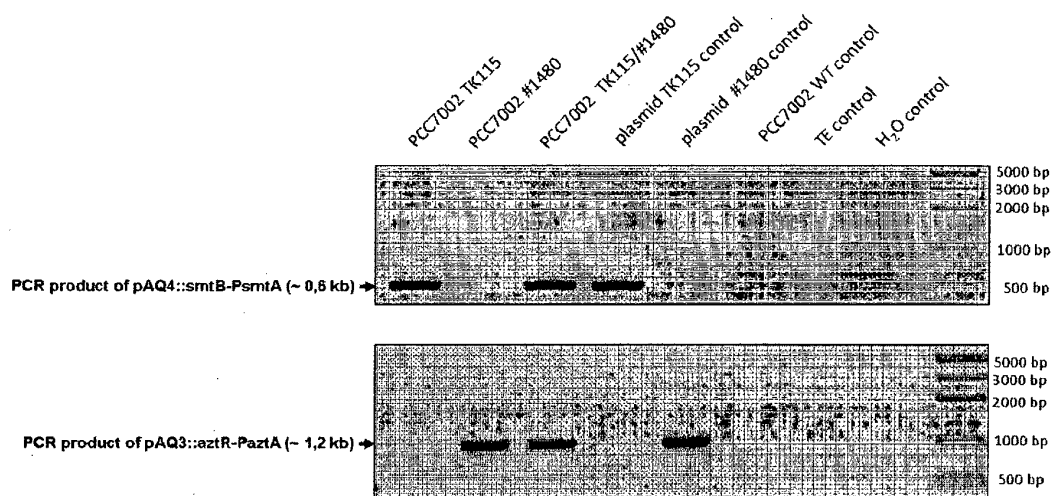 PCC7002 TK115
PCC7002 #1480
PCC7002 TK115/#1480
plasmid TK115 control
plasmid #1480 control
PCC7002 WT control
TE control
H₂O control
5000 bp
3000 bp
2000 bp
1000 bp
500 bp
PCR product of pAQ4::smtB-PsmtA (~ 0,6 kb)
5000 bp
3000 bp
2000 bp
1000 bp
500 bp
PCR product of pAQ3::aztR-PaztA (~ 1,2 kb)